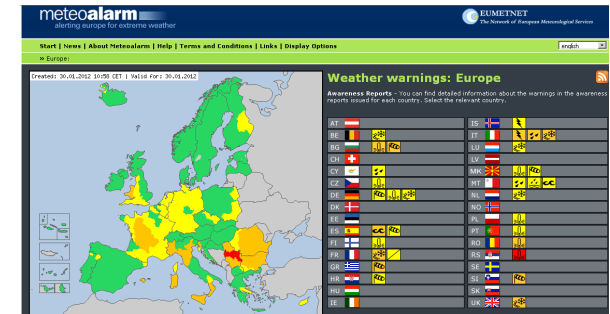 meteoalarm
alerting europe for extreme weather
EUMETNET
The Network of European Meteorological Services
Start | News | About Meteoalarm | Help | Terms and Conditions | Links | Display Options
english
» Europe:
Created: 30.01.2012 10:58 CET | Valid for: 30.01.2012
Weather warnings: Europe
Awareness Reports - You can find detailed information about the warnings in the awareness
reports issued for each country. Select the relevant country.
AT IS
BE IT
BG LU
CH LV
CY MK
CZ MT
DE NL
DK NO
EE PL
ES PT
FI RO
FR RS
GR SE
HR SI
HU SK
IE UK